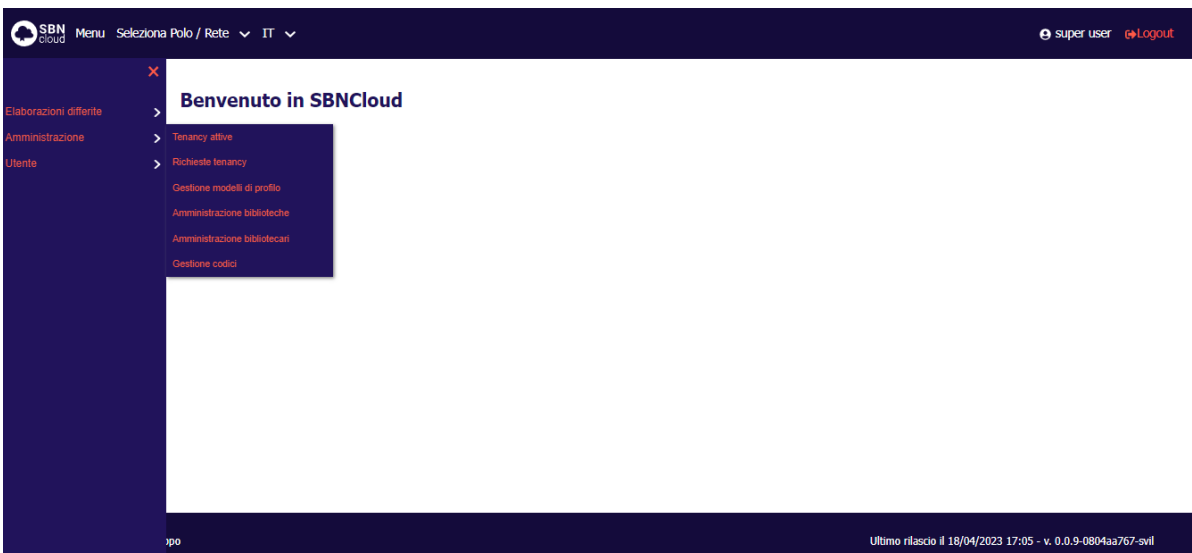 SBN
cloud
Menu Seleziona Polo / Rete IT super user Logout
Benvenuto in SBNCloud
Elaborazioni differite
Amministrazione
Utente
Tenancy attive
Richieste tenancy
Gestione modelli di profilo
Amministrazione biblioteche
Amministrazione bibliotecari
Gestione codici
ppo
Ultimo rilascio il 18/04/2023 17:05 - v. 0.0.9-0804aa767-svil